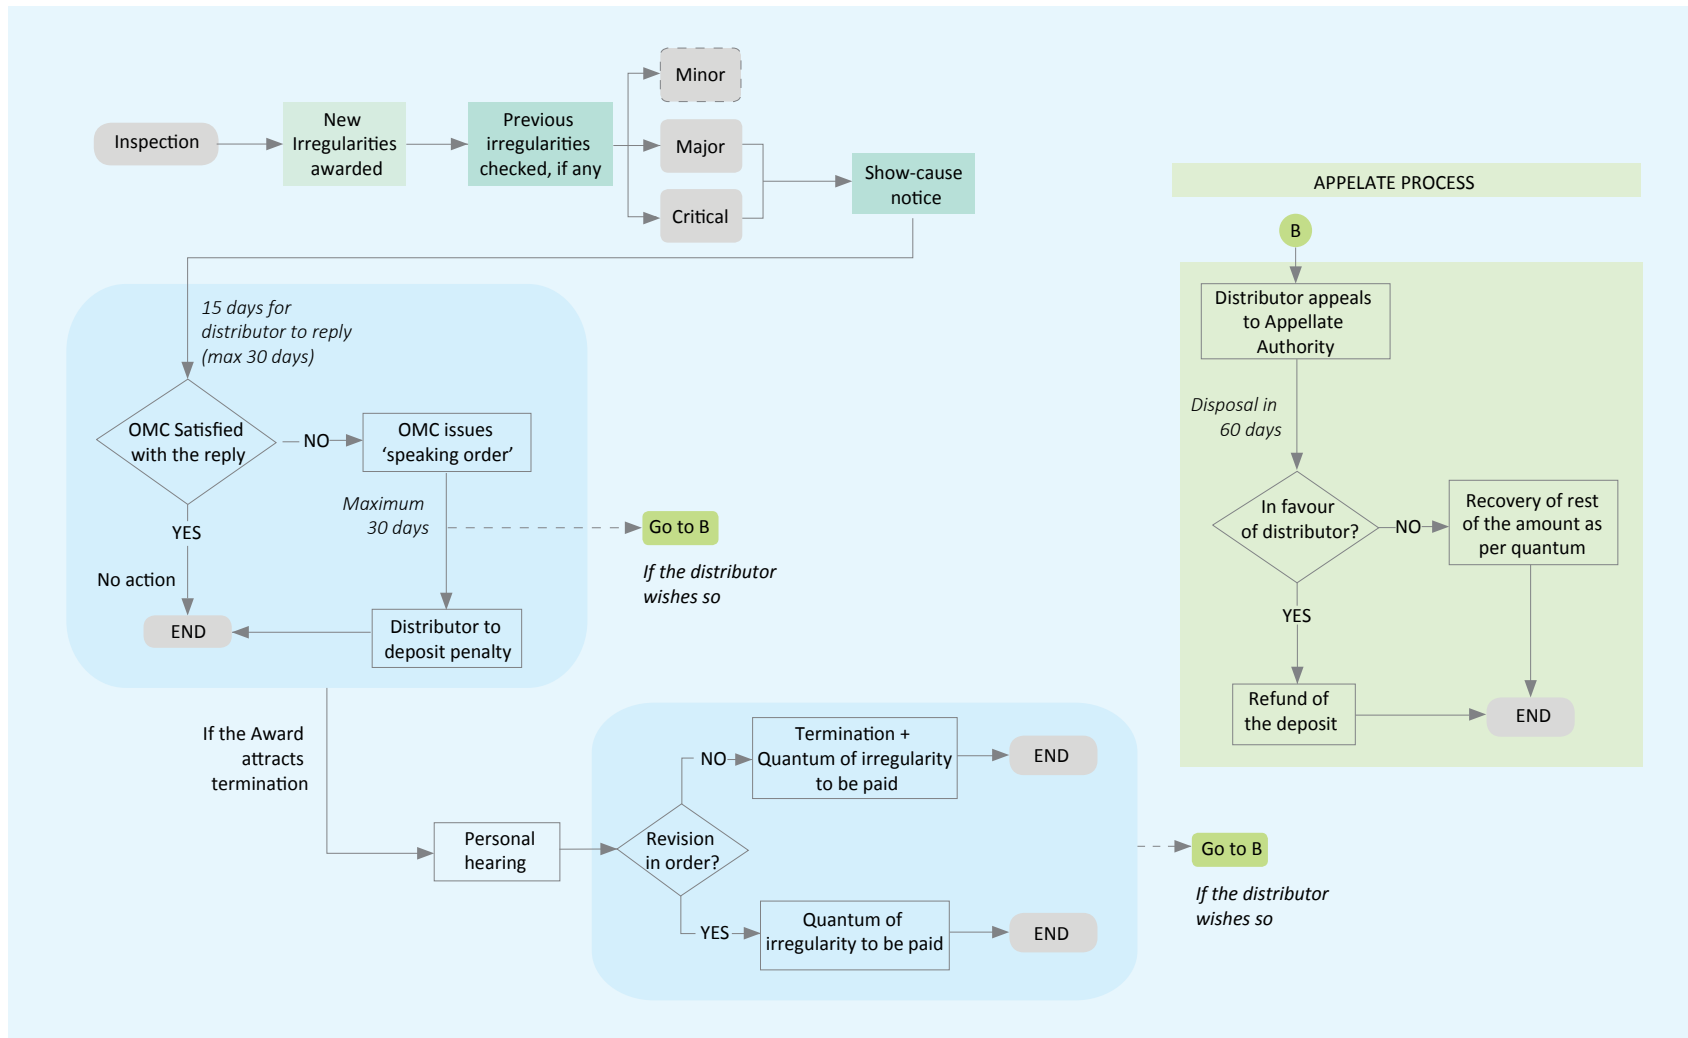 Inspection
New
Irregularities
awarded
Previous
irregularities
checked, if any
Minor
Major
Critical
Show-cause
notice
15 days for
distributor to reply
(max 30 days)
OMC Satisfied
with the reply
NO
OMC issues
‘speaking order’
YES
No action
END
Maximum
30 days
Go to B
If the distributor
wishes so
Distributor to
deposit penalty
If the Award
attracts
termination
Personal
hearing
Revision
in order?
NO
Termination +
Quantum of irregularity
to be paid
END
YES
Quantum of
irregularity to be paid
END
Go to B
If the distributor
wishes so
APPELATE PROCESS
B
Distributor appeals
to Appellate
Authority
Disposal in
60 days
In favour
of distributor?
NO
Recovery of rest
of the amount as
per quantum
YES
Refund of
the deposit
END